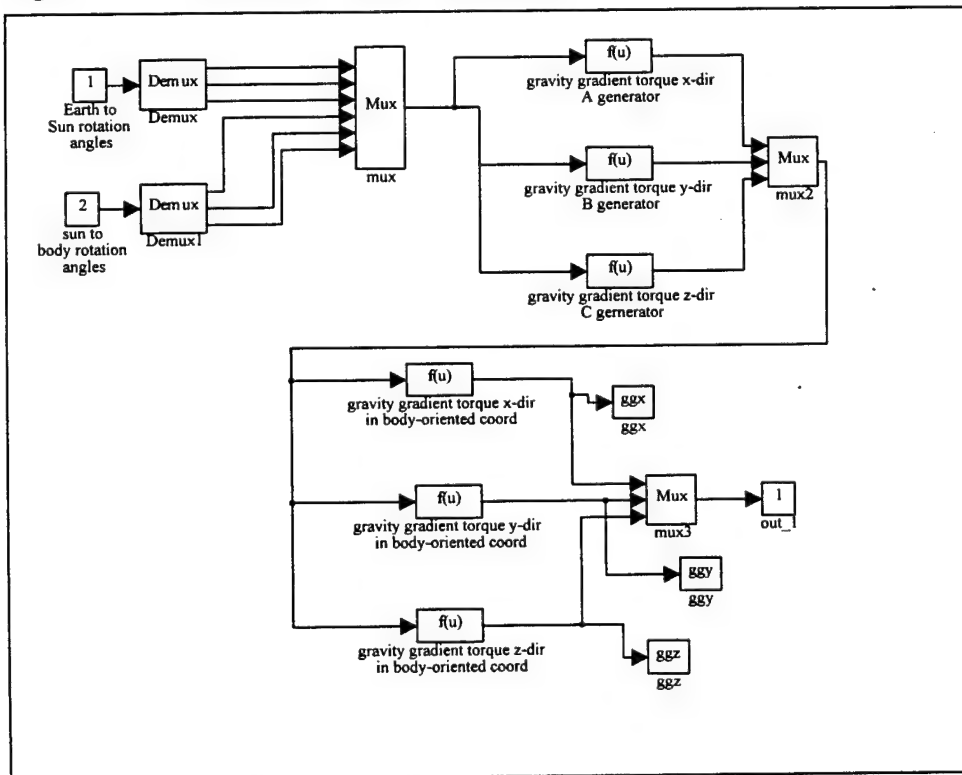 1
Earth to
Sun rotation
angles
Demux
Demux
2
sun to
body rotation
angles
Demux
Demux1
Mux
mux
f(u)
gravity gradient torque x-dir
A generator
f(u)
gravity gradient torque y-dir
B generator
f(u)
gravity gradient torque z-dir
C gernerator
Mux
mux2
f(u)
gravity gradient torque x-dir
in body-oriented coord
ggx
ggx
f(u)
gravity gradient torque y-dir
in body-oriented coord
Mux
mux3
1
out_1
ggy
ggy
f(u)
gravity gradient torque z-dir
in body-oriented coord
ggz
ggz